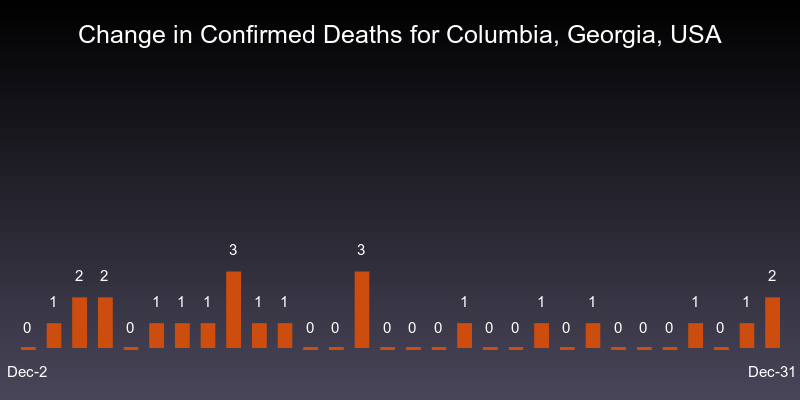 Change in Confirmed Deaths for Columbia, Georgia, USA
0 1 2 2 0 1 1 1 3 1 1 0 0 3 0 0 0 1 0 0 1 0 1 0 0 0 1 0 1 2
Dec-2 Dec-31